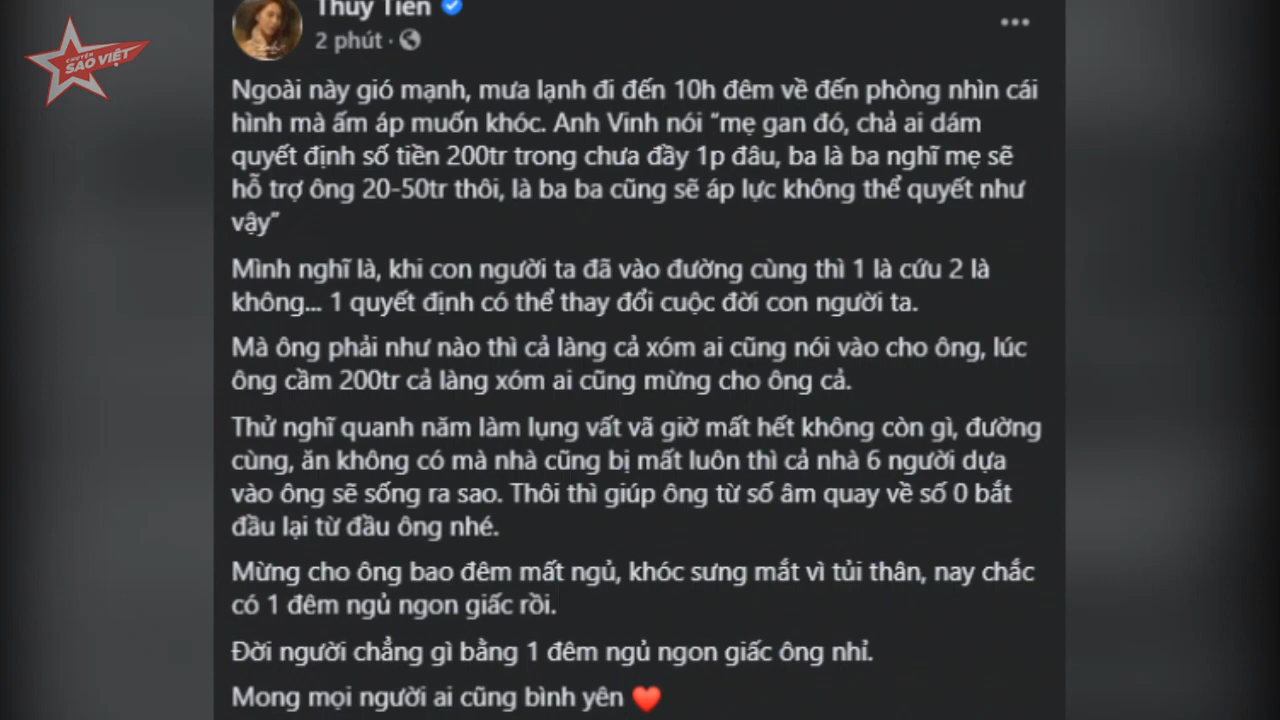 Thủy Tiên
2 phút ·
CHUYỆN
SAO VIỆT
Ngoài này gió mạnh, mưa lạnh đi đến 10h đêm về đến phòng nhìn cái
hình mà ấm áp muốn khóc. Anh Vinh nói “mẹ gan đó, chả ai dám
quyết định số tiền 200tr trong chưa đầy 1p đâu, ba là ba nghĩ mẹ sẽ
hỗ trợ ông 20-50tr thôi, là ba ba cũng sẽ áp lực không thể quyết như
vậy”
Mình nghĩ là, khi con người ta đã vào đường cùng thì 1 là cứu 2 là
không... 1 quyết định có thể thay đổi cuộc đời con người ta.
Mà ông phải như nào thì cả làng cả xóm ai cũng nói vào cho ông, lúc
ông cầm 200tr cả làng xóm ai cũng mừng cho ông cả.
Thử nghĩ quanh năm làm lụng vất vã giờ mất hết không còn gì, đường
cùng, ăn không có mà nhà cũng bị mất luôn thì cả nhà 6 người dựa
vào ông sẽ sống ra sao. Thôi thì giúp ông từ số âm quay về số 0 bắt
đầu lại từ đầu ông nhé.
Mừng cho ông bao đêm mất ngủ, khóc sưng mắt vì tủi thân, nay chắc
có 1 đêm ngủ ngon giấc rồi.
Đời người chẳng gì bằng 1 đêm ngủ ngon giấc ông nhỉ.
Mong mọi người ai cũng bình yên ❤️